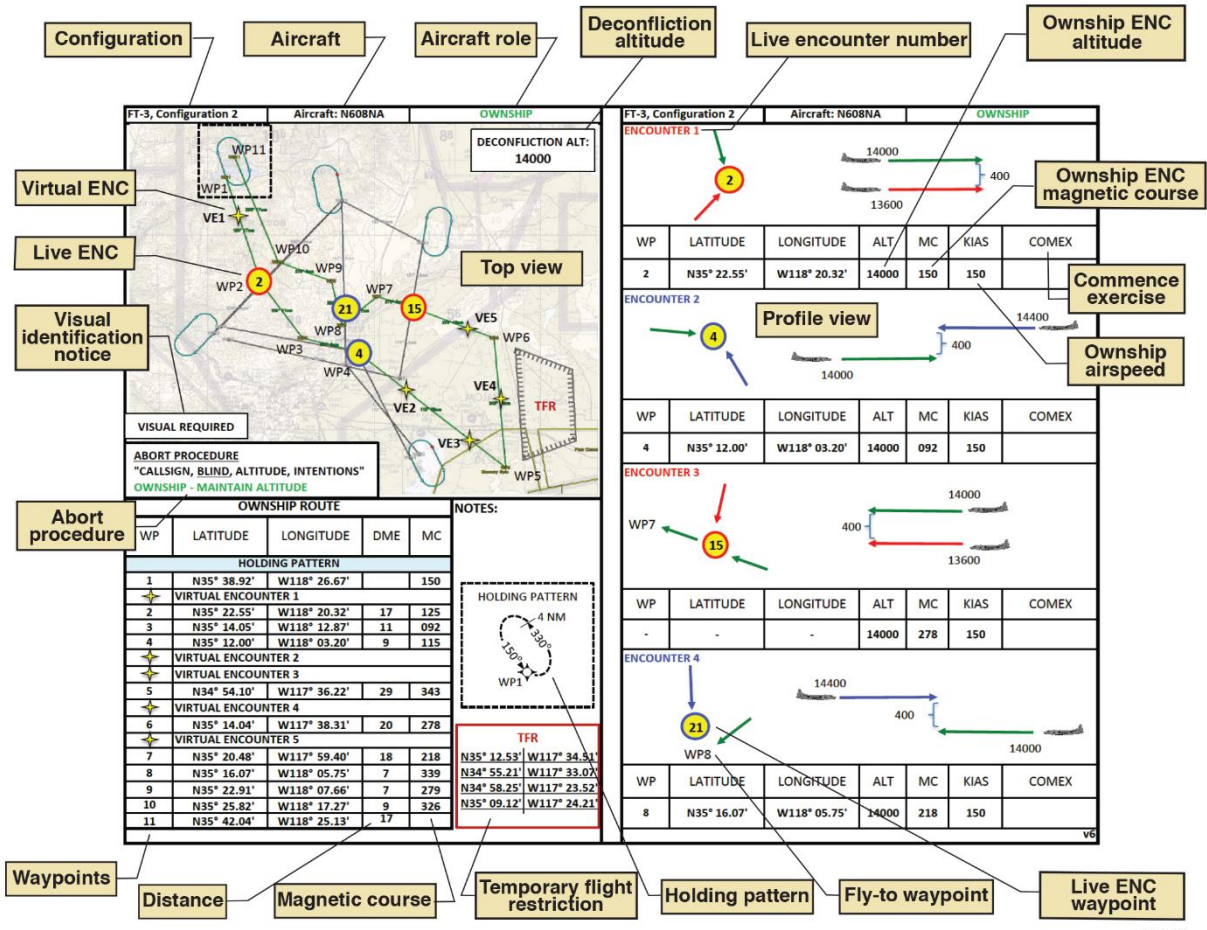 Configuration
Aircraft
Aircraft role
Deconfliction
altitude
Live encounter number
Ownship ENC
altitude
FT-3, Configuration 2 Aircraft: N608NA OWNSHIP
DECONFLICTION ALT:
14000
WP11
WP1
VE1
WP10
WP9
WP2
2
WP7
21
15
WP8
VE5
WP6
WP3
4
WP4
VE4
VE2
TFR
VE3
WP5
Top view
Virtual ENC
Live ENC
Visual
identification
notice
VISUAL REQUIRED
ABORT PROCEDURE
"CALLSIGN, BLIND, ALTITUDE, INTENTIONS"
OWNSHIP - MAINTAIN ALTITUDE
Abort
procedure
OWNSHIP ROUTE
WP LATITUDE LONGITUDE DME MC
HOLDING PATTERN
1 N35° 38.92' W118° 26.67' 150
VIRTUAL ENCOUNTER 1
2 N35° 22.55' W118° 20.32' 17 125
3 N35° 14.05' W118° 12.87' 11 092
4 N35° 12.00' W118° 03.20' 9 115
VIRTUAL ENCOUNTER 2
VIRTUAL ENCOUNTER 3
5 N34° 54.10' W117° 36.22' 29 343
VIRTUAL ENCOUNTER 4
6 N35° 14.04' W117° 38.31' 20 278
VIRTUAL ENCOUNTER 5
7 N35° 20.48' W117° 59.40' 18 218
8 N35° 16.07' W118° 05.75' 7 339
9 N35° 22.91' W118° 07.66' 7 279
10 N35° 25.82' W118° 17.27' 9 326
11 N35° 42.04' W118° 25.13' 17
NOTES:
HOLDING PATTERN
4 NM
330°
150°
WP1
TFR
N35° 12.53' W117° 34.51'
N34° 55.21' W117° 33.07'
N34° 58.25' W117° 23.52'
N35° 09.12' W117° 24.21'
FT-3, Configuration 2 Aircraft: N608NA OWNSHIP
ENCOUNTER 1
2
14000
400
13600
WP LATITUDE LONGITUDE ALT MC KIAS COMEX
2 N35° 22.55' W118° 20.32' 14000 150 150
ENCOUNTER 2
4
Profile view
14400
400
14000
WP LATITUDE LONGITUDE ALT MC KIAS COMEX
4 N35° 12.00' W118° 03.20' 14000 092 150
ENCOUNTER 3
WP7
15
14000
400
13600
WP LATITUDE LONGITUDE ALT MC KIAS COMEX
- - - 14000 278 150
ENCOUNTER 4
21
WP8
14400
400
14000
WP LATITUDE LONGITUDE ALT MC KIAS COMEX
8 N35° 16.07' W118° 05.75' 14000 218 150
v6
Ownship ENC
magnetic course
Commence
exercise
Ownship
airspeed
Waypoints
Distance
Magnetic course
Temporary flight
restriction
Holding pattern
Fly-to waypoint
Live ENC
waypoint